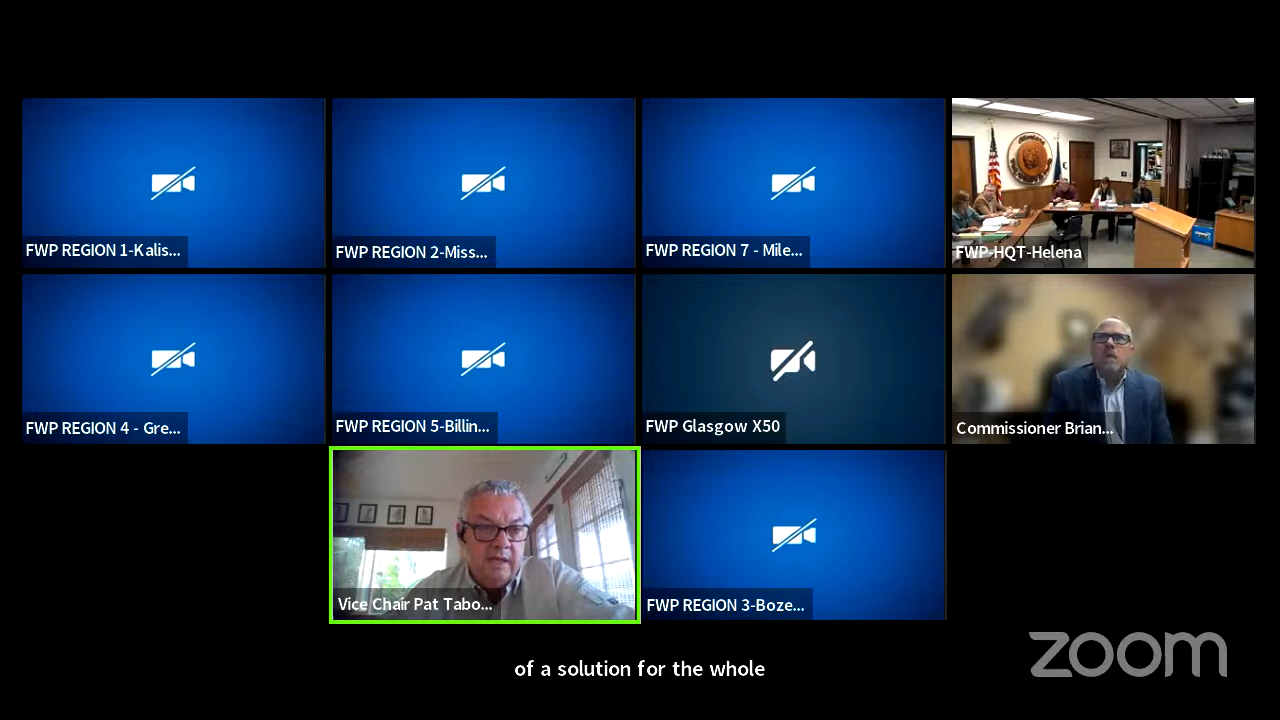 FWP REGION 1-Kalis...
FWP REGION 2-Miss...
FWP REGION 7 - Mile...
FWP-HQT-Helena
FWP REGION 4 - Gre...
FWP REGION 5-Billin...
FWP Glasgow X50
Commissioner Brian...
Vice Chair Pat Tabo...
FWP REGION 3-Boze...
of a solution for the whole
zoom